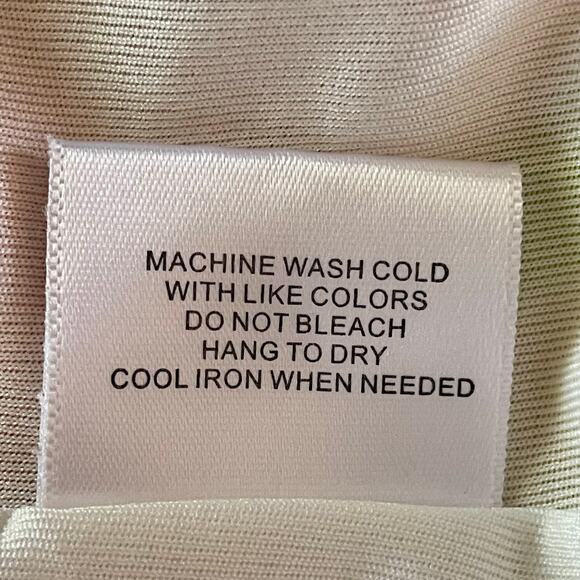 MACHINE WASH COLD
WITH LIKE COLORS
DO NOT BLEACH
HANG TO DRY
COOL IRON WHEN NEEDED